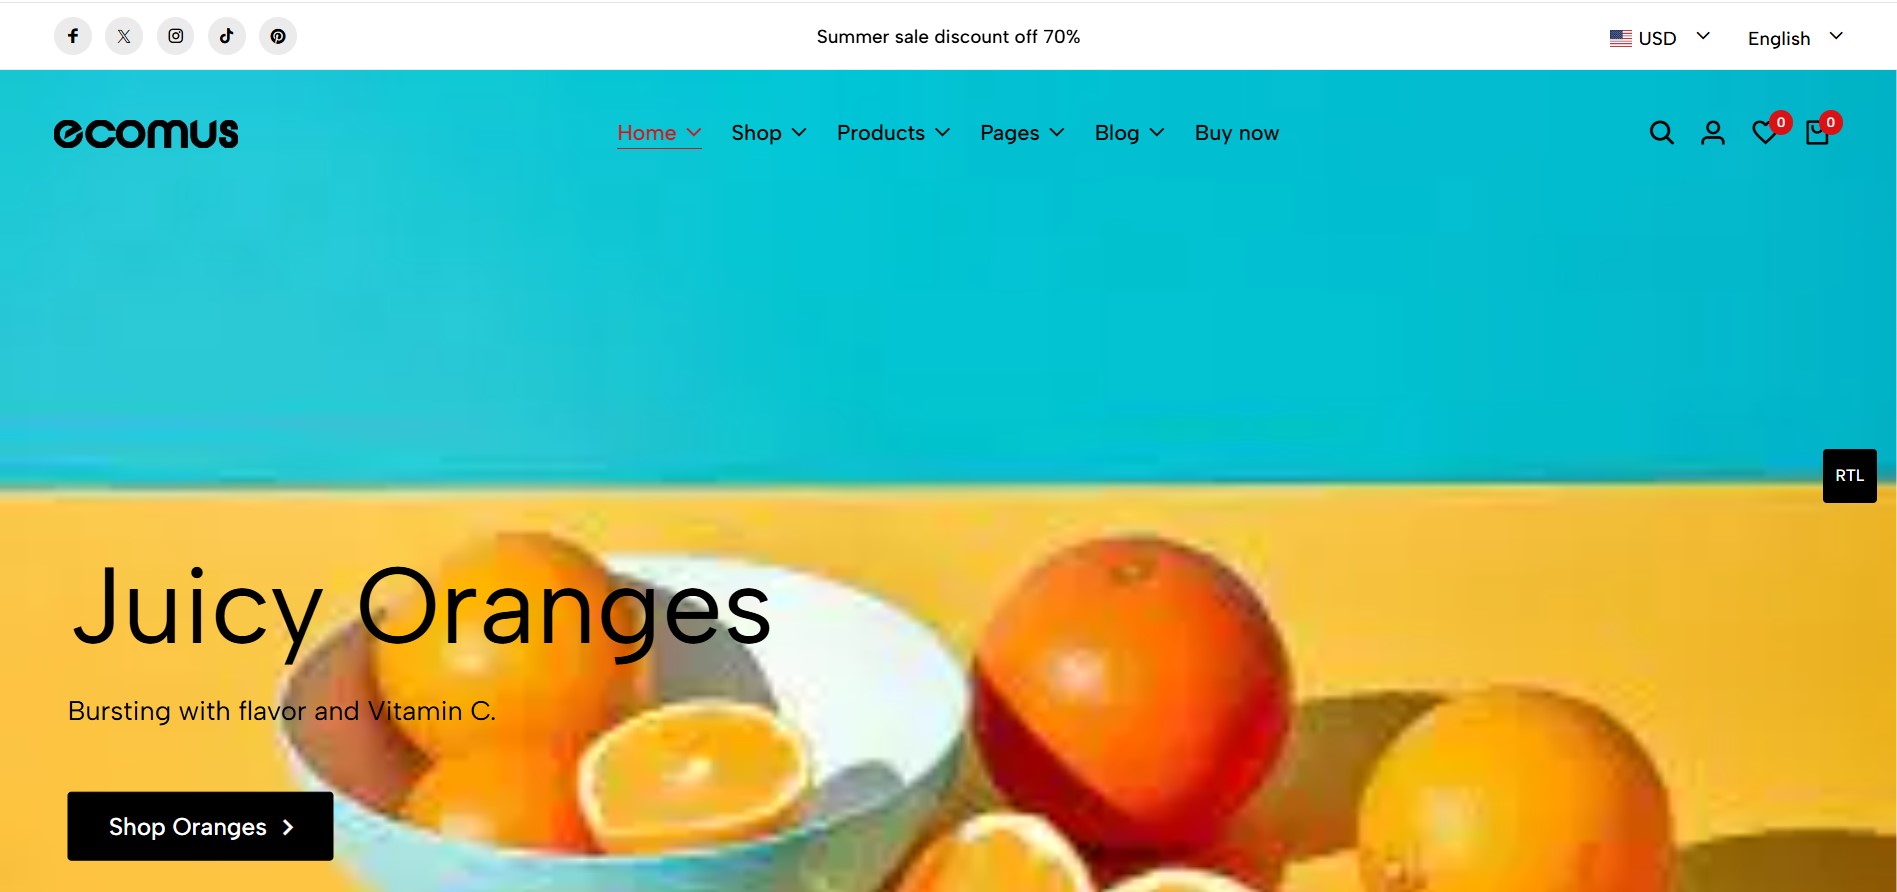 Summer sale discount off 70%
USD
English
ecomus
Home
Shop
Products
Pages
Blog
Buy now
0
0
RTL
Juicy Oranges
Bursting with flavor and Vitamin C.
Shop Oranges